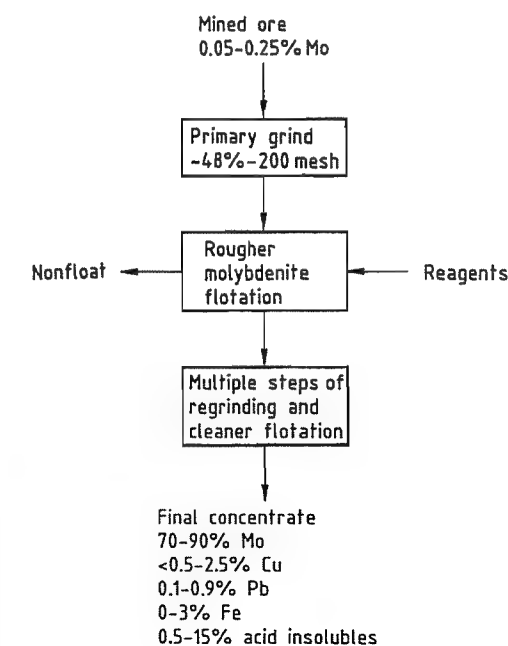 Mined ore
0.05-0.25% Mo
Primary grind
~48%-200 mesh
Rougher
molybdenite
flotation
Nonfloat
Reagents
Multiple steps of
regrinding and
cleaner flotation
Final concentrate
70-90% Mo
<0.5-2.5% Cu
0.1-0.9% Pb
0-3% Fe
0.5-15% acid insolubles